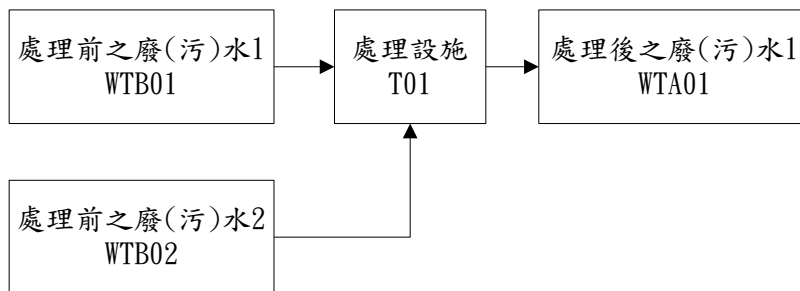 處理前之廢(污)水1
WTB01
處理設施
T01
處理後之廢(污)水1
WTA01
處理前之廢(污)水2
WTB02